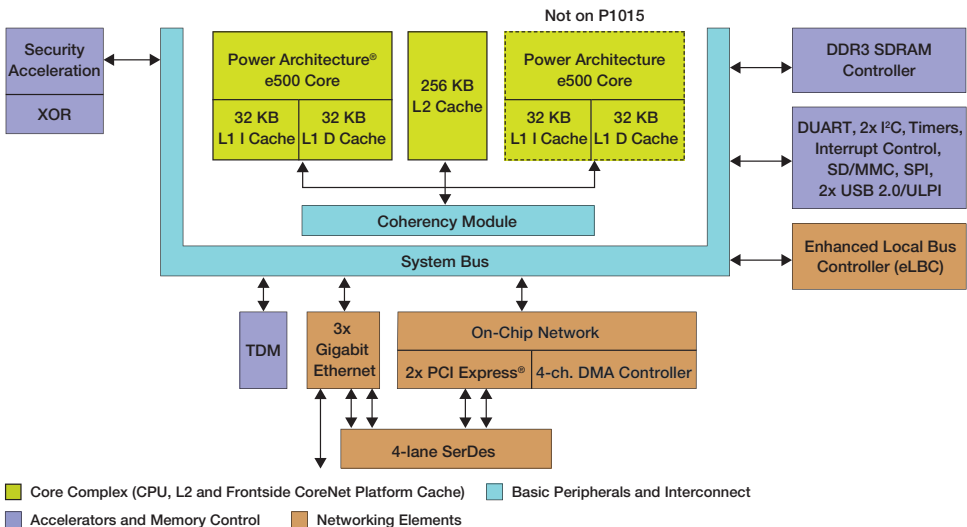 Not on P1015
Security
Acceleration
XOR
Power Architecture®
e500 Core
32 KB
L1 I Cache
32 KB
L1 D Cache
256 KB
L2 Cache
Power Architecture
e500 Core
32 KB
L1 I Cache
32 KB
L1 D Cache
DDR3 SDRAM
Controller
DUART, 2x I²C, Timers,
Interrupt Control,
SD/MMC, SPI,
2x USB 2.0/ULPI
Coherency Module
System Bus
Enhanced Local Bus
Controller (eLBC)
TDM
3x
Gigabit
Ethernet
On-Chip Network
2x PCI Express®
4-ch. DMA Controller
4-lane SerDes
Core Complex (CPU, L2 and Frontside CoreNet Platform Cache)
Basic Peripherals and Interconnect
Accelerators and Memory Control
Networking Elements